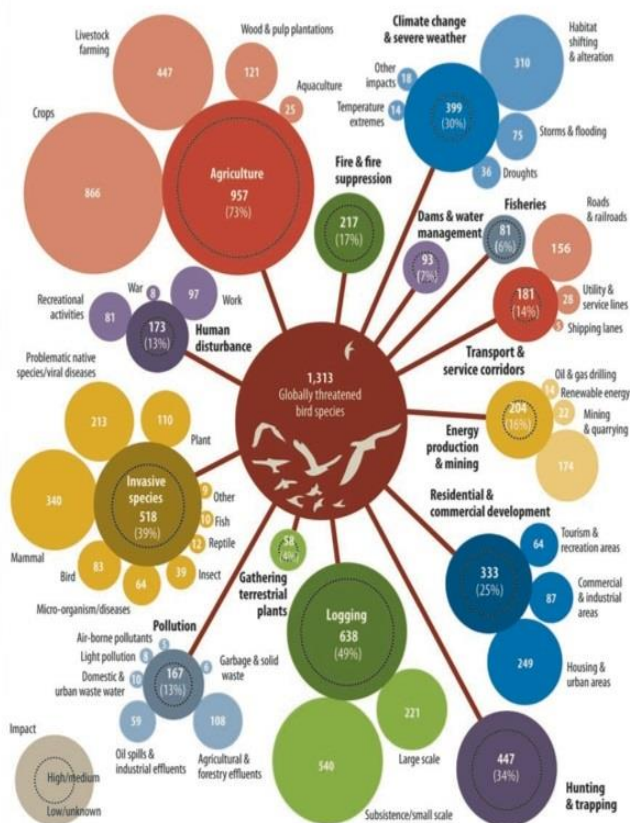 Livestock
farming
447
Wood & pulp plantations
121
Aquaculture
25
Crops
866
Agriculture
957
(73%)
Climate change
& severe weather
Other
impacts
18
Temperature
extremes
14
399
(30%)
Habitat
shifting
& alteration
310
75
Storms & flooding
36
Droughts
Fire & fire
suppression
217
(17%)
Dams & water
management
93
(7%)
Fisheries
81
(6%)
Roads
& railroads
156
181
(14%)
28
Utility &
service lines
5
Shipping lanes
Transport &
service corridors
War
8
Recreational
activities
81
97
Work
173
(13%)
Human
disturbance
1,313
Globally threatened
bird species
Oil & gas drilling
14
Renewable energy
22
Mining
& quarrying
174
204
(16%)
Energy
production
& mining
Problematic native
species/viral diseases
213
110
Plant
340
Mammal
Invasive
species
518
(39%)
9
Other
10
Fish
12
Reptile
39
Insect
83
Bird
64
Micro-organism/diseases
Residential &
commercial development
333
(25%)
64
Tourism &
recreation areas
87
Commercial
& industrial
areas
249
Housing &
urban areas
58
(4%)
Gathering
terrestrial
plants
Logging
638
(49%)
540
Subsistence/small scale
221
Large scale
Pollution
Air-borne pollutants
5
Light pollution
8
Domestic &
urban waste water
10
167
(13%)
6
Garbage & solid
waste
59
Oil spills &
industrial effluents
108
Agricultural &
forestry effluents
447
(34%)
Hunting
& trapping
Impact
High/medium
Low/unknown